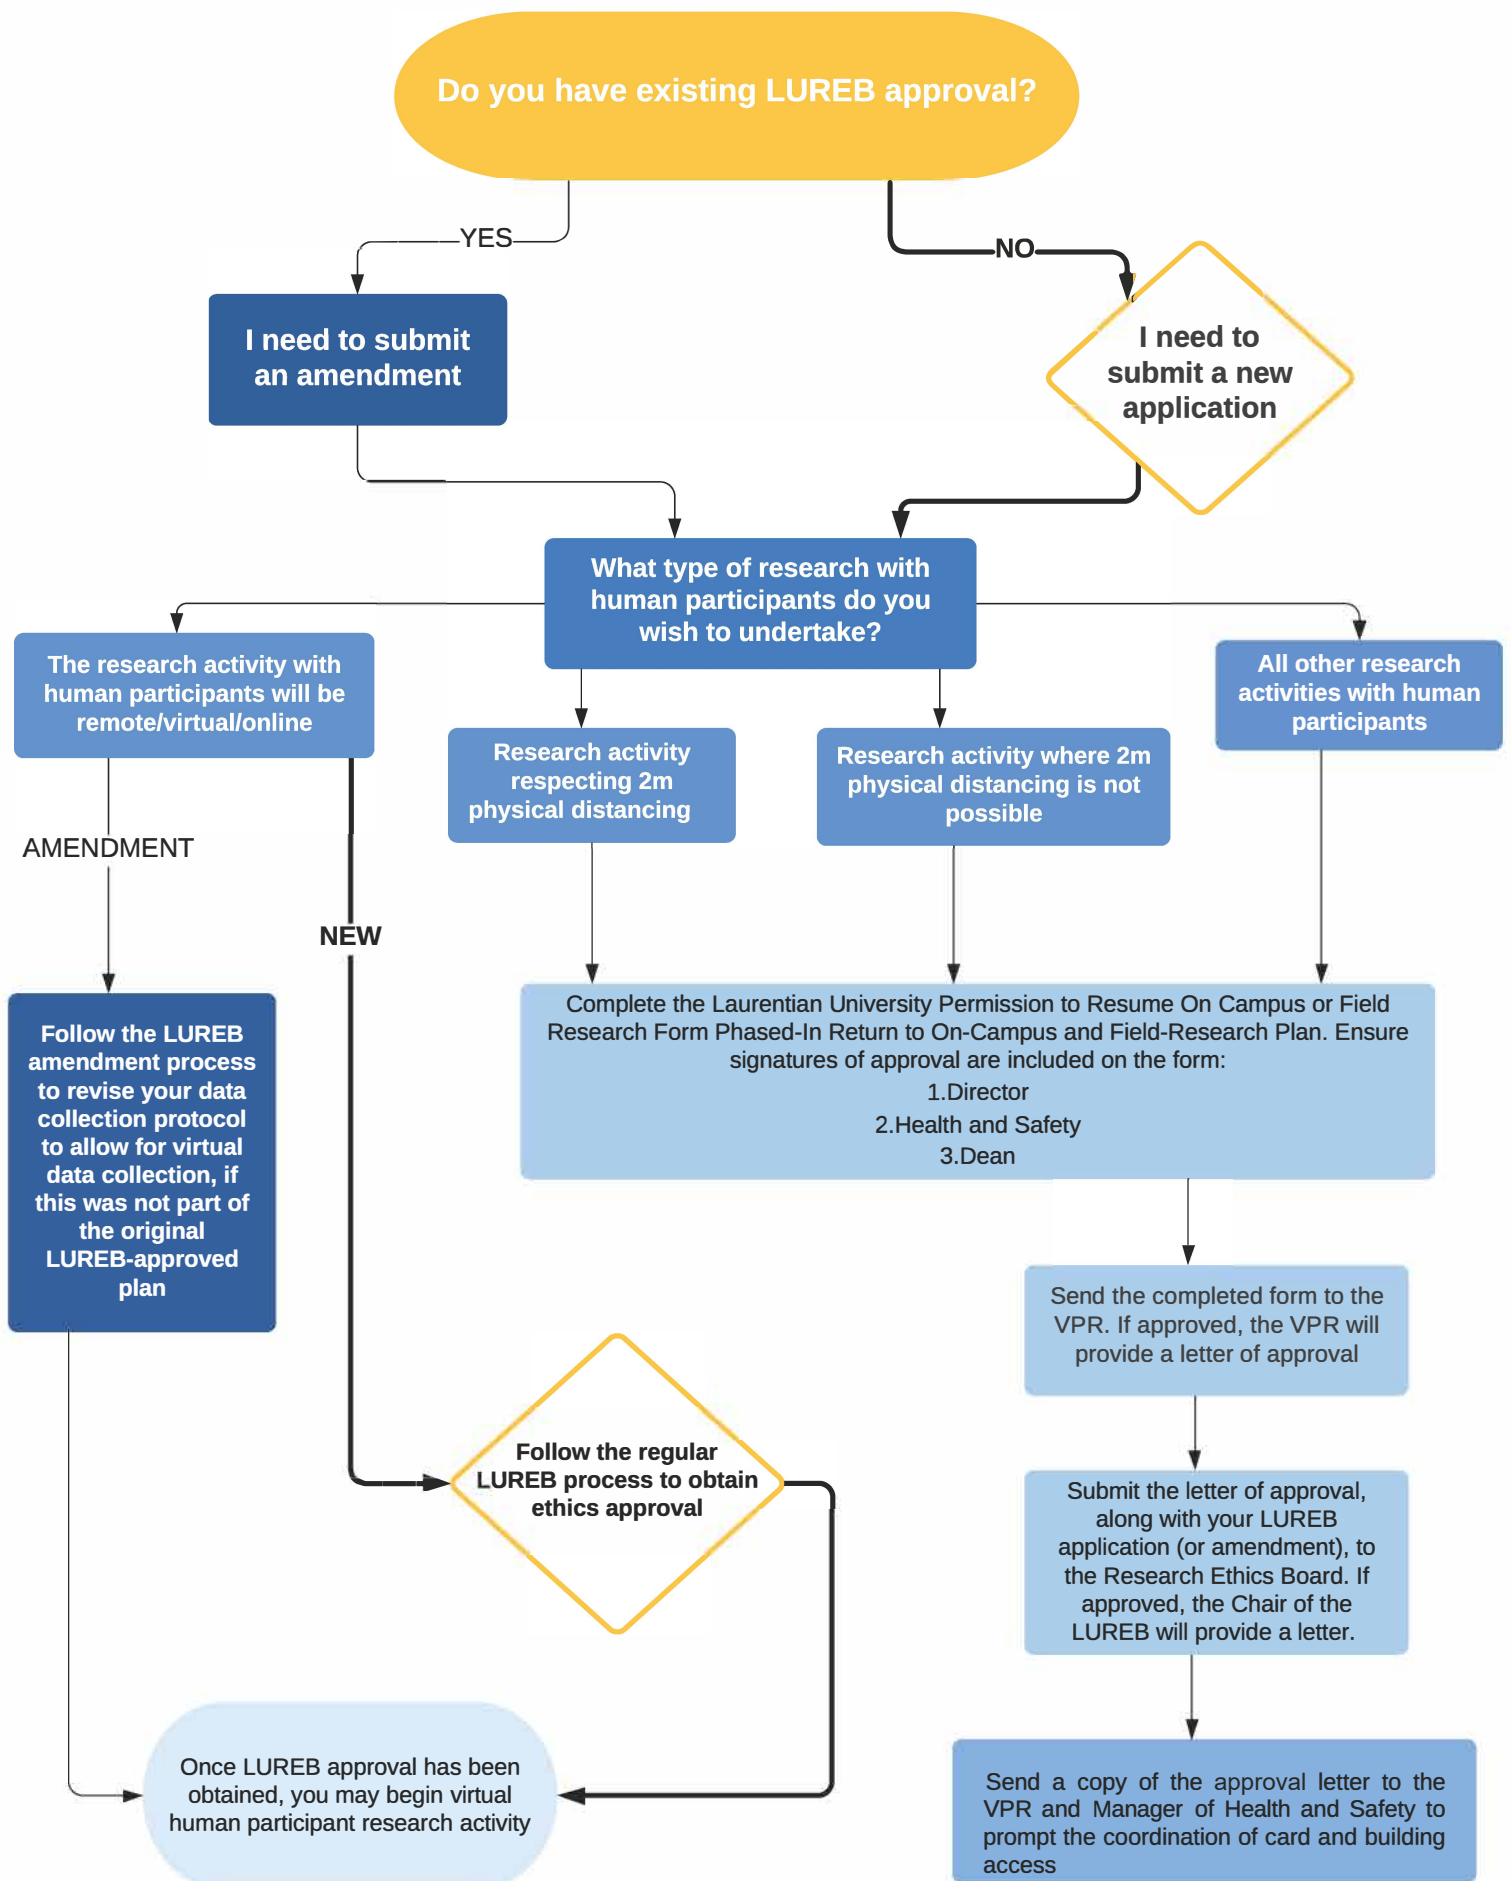 Do you have existing LUREB approval?
YES
NO
I need to submit
an amendment
I need to
submit a new
application
What type of research with
human participants do you
wish to undertake?
The research activity with
human participants will be
remote/virtual/online
All other research
activities with human
participants
Research activity
respecting 2m
physical distancing
Research activity where 2m
physical distancing is not
possible
AMENDMENT
NEW
Follow the LUREB
amendment process
to revise your data
collection protocol
to allow for virtual
data collection, if
this was not part of
the original
LUREB-approved
plan
Complete the Laurentian University Permission to Resume On Campus or Field
Research Form Phased-In Return to On-Campus and Field-Research Plan. Ensure
signatures of approval are included on the form:
1.Director
2.Health and Safety
3.Dean
Send the completed form to the
VPR. If approved, the VPR will
provide a letter of approval
Follow the regular
LUREB process to obtain
ethics approval
Submit the letter of approval,
along with your LUREB
application (or amendment), to
the Research Ethics Board. If
approved, the Chair of the
LUREB will provide a letter.
Once LUREB approval has been
obtained, you may begin virtual
human participant research activity
Send a copy of the approval letter to the
VPR and Manager of Health and Safety to
prompt the coordination of card and building
access